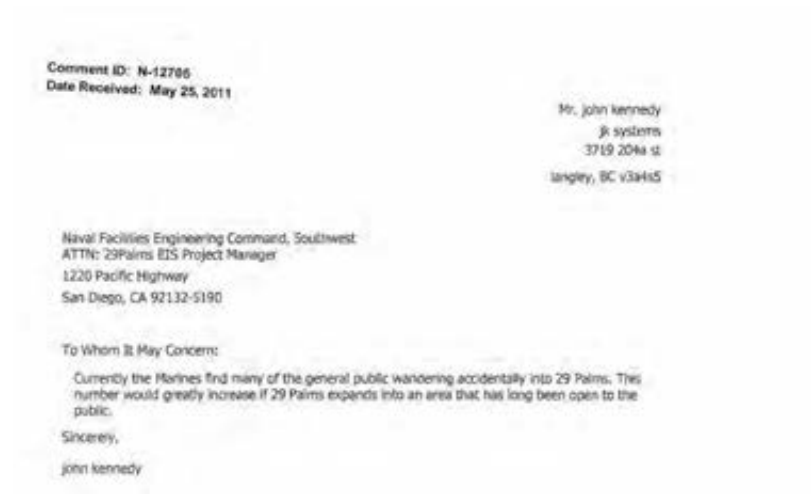 Comment ID: N-12706
Date Received: May 25, 2011
Mr. john kennedy
jk systems
3719 204a st
langley, BC v3a4s5
Naval Facilities Engineering Command, Southwest
ATTN: 29Palms EIS Project Manager
1220 Pacific Highway
San Diego, CA 92132-5190
To Whom It May Concern:
Currently the Marines find many of the general public wandering accidentally into 29 Palms. This
number would greatly increase if 29 Palms expands into an area that has long been open to the
public.
Sincerely,
john kennedy